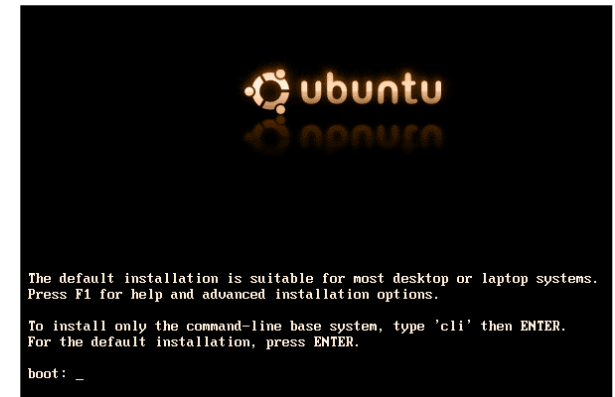 ubuntu
The default installation is suitable for most desktop or laptop systems.
Press F1 for help and advanced installation options.
To install only the command-line base system, type 'cli' then ENTER.
For the default installation, press ENTER.
boot: _